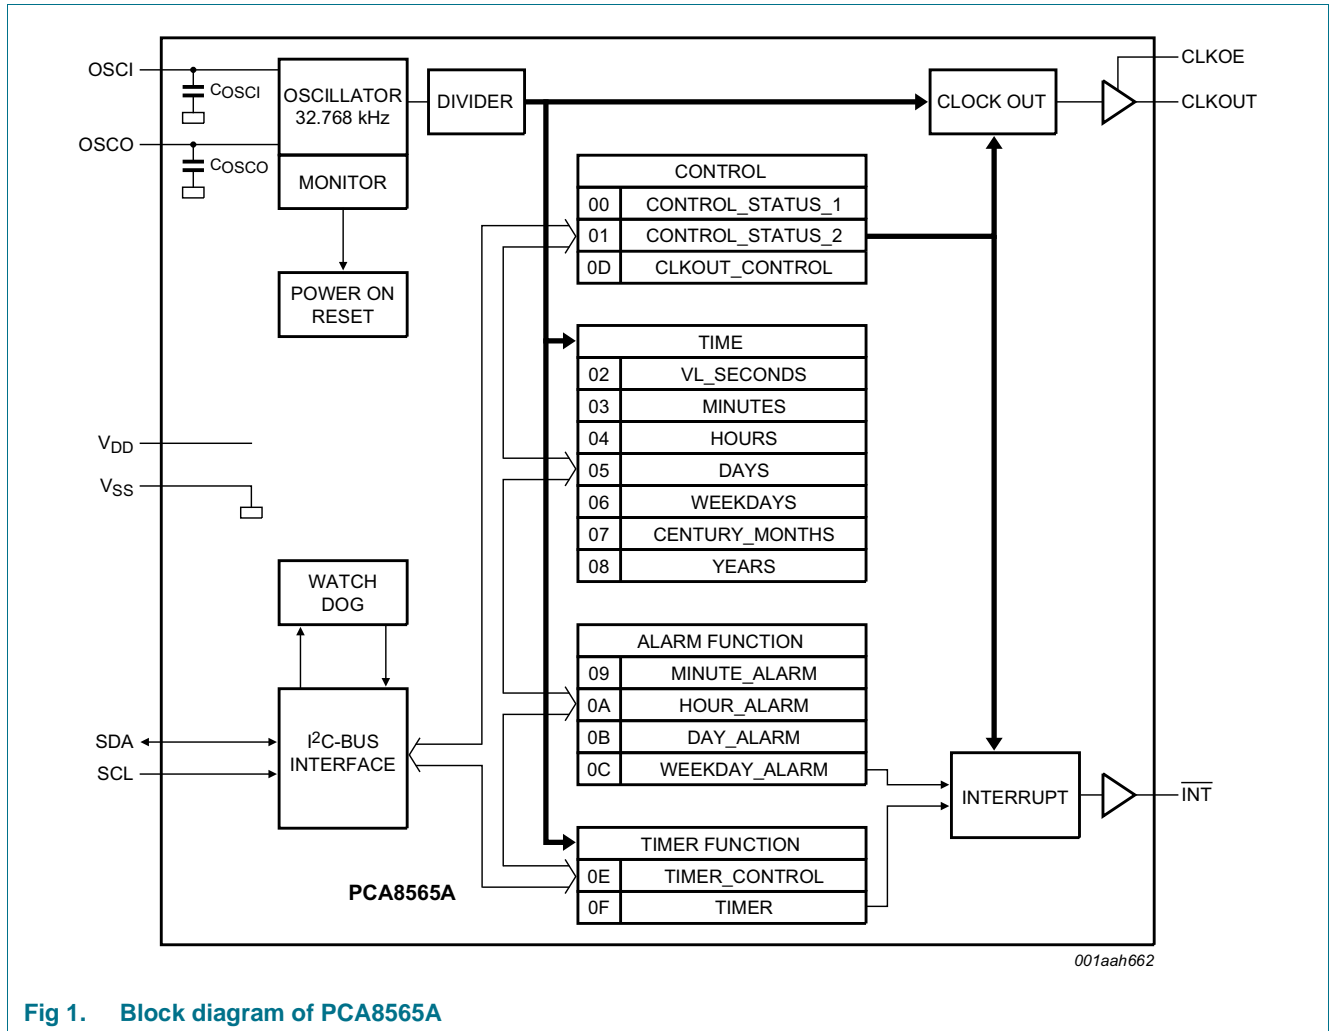 OSCI
COSCI
OSCO
COSCO
OSCILLATOR
32.768 kHz
MONITOR
DIVIDER
CLOCK OUT
CLKOE
CLKOUT
POWER ON
RESET
CONTROL
00 CONTROL_STATUS_1
01 CONTROL_STATUS_2
0D CLKOUT_CONTROL
TIME
02 VL_SECONDS
03 MINUTES
04 HOURS
05 DAYS
06 WEEKDAYS
07 CENTURY_MONTHS
08 YEARS
VDD
VSS
WATCH
DOG
I2C-BUS
INTERFACE
SDA
SCL
ALARM FUNCTION
09 MINUTE_ALARM
0A HOUR_ALARM
0B DAY_ALARM
0C WEEKDAY_ALARM
INTERRUPT
INT
TIMER FUNCTION
0E TIMER_CONTROL
0F TIMER
PCA8565A
001aah662
Fig 1. Block diagram of PCA8565A